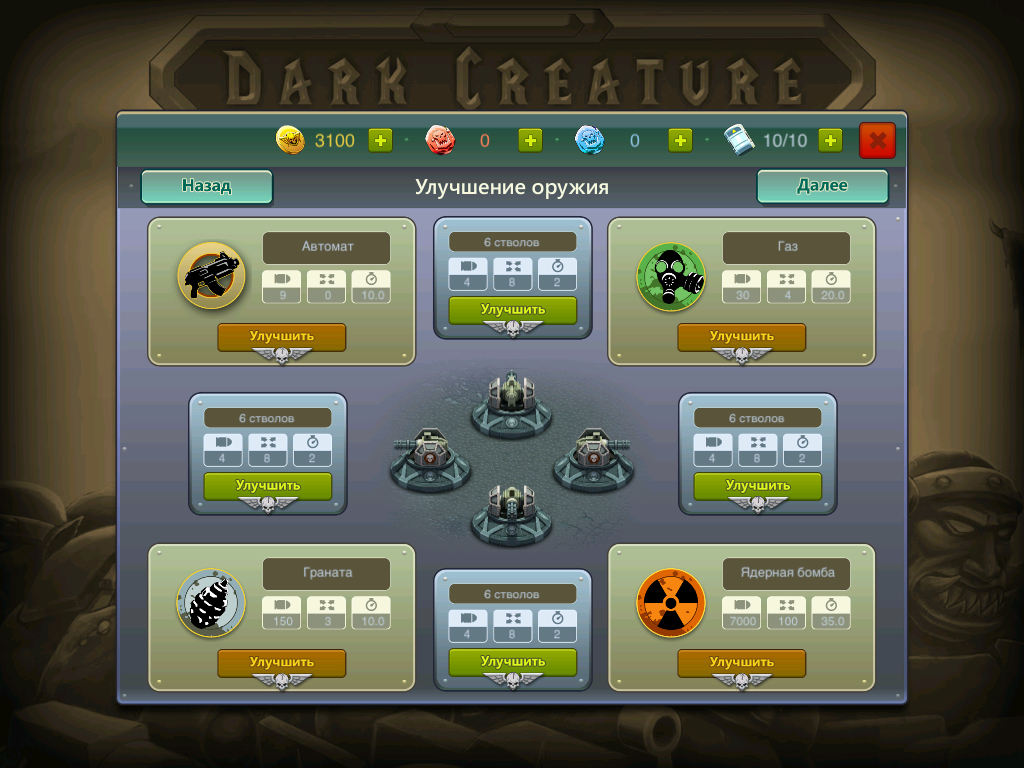 DARK CREATURE
3100
0
0
10/10
Назад
Улучшение оружия
Далее
Автомат
9
0
10.0
Улучшить
6 стволов
4
8
2
Улучшить
Газ
30
4
20.0
Улучшить
6 стволов
4
8
2
Улучшить
6 стволов
4
8
2
Улучшить
Граната
150
3
10.0
Улучшить
6 стволов
4
8
2
Улучшить
Ядерная бомба
7000
100
35.0
Улучшить